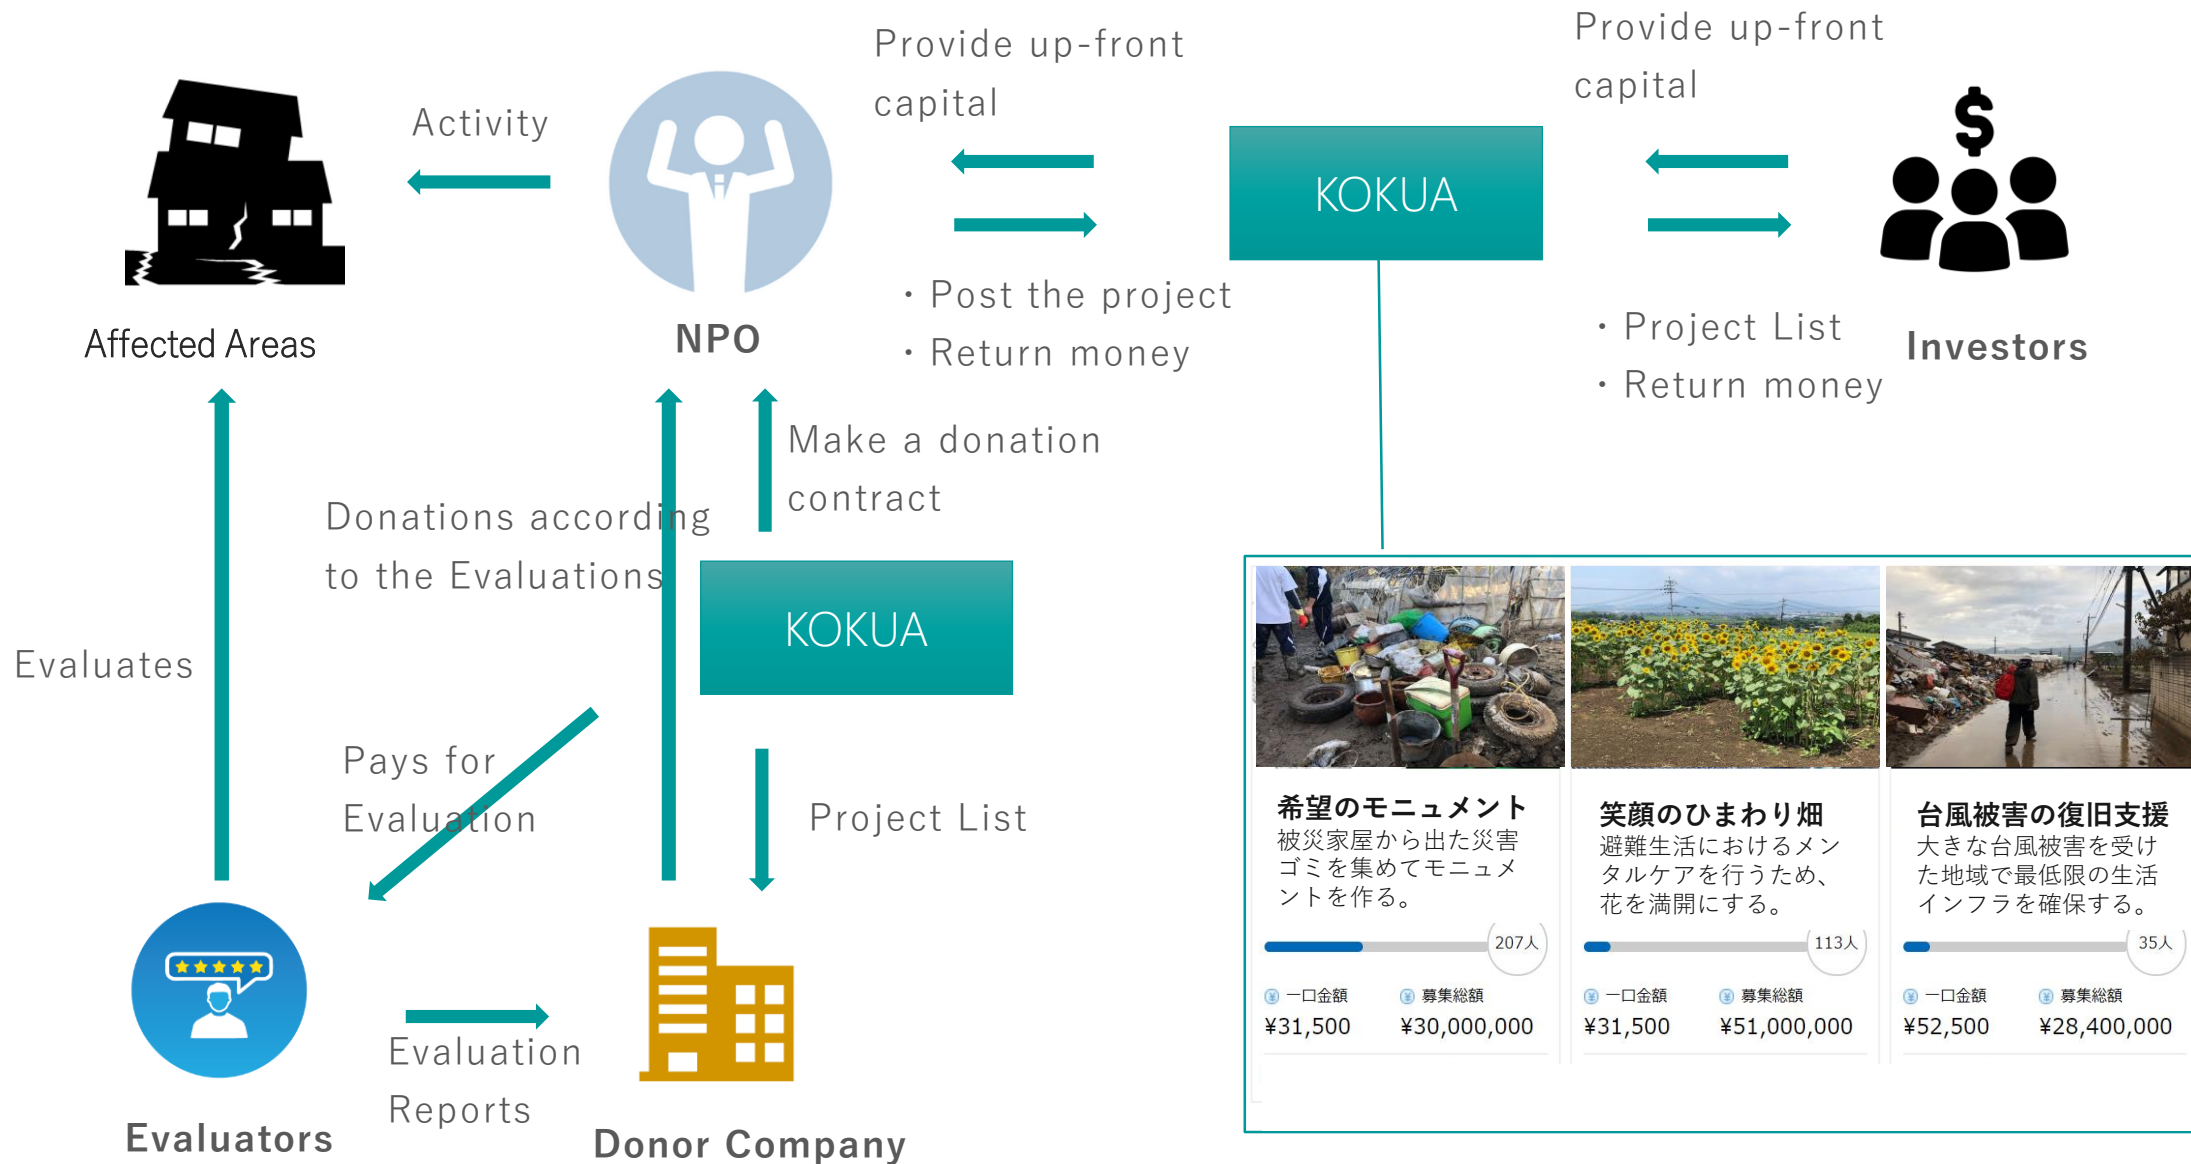 Provide up-front
capital
Provide up-front
capital
Activity
KOKUA
・Post the project
・Return money
・Project List
・Return money
Affected Areas
NPO
Investors
Make a donation
contract
Donations according
to the Evaluations
KOKUA
Evaluates
Pays for
Evaluation
Project List
Evaluation
Reports
Evaluators
Donor Company
希望のモニュメント
被災家屋から出た災害
ゴミを集めてモニュメ
ントを作る。
207人
一口金額
募集総額
¥31,500
¥30,000,000
笑顔のひまわり畑
避難生活におけるメン
タルケアを行うため、
花を満開にする。
113人
一口金額
募集総額
¥31,500
¥51,000,000
台風被害の復旧支援
大きな台風被害を受け
た地域で最低限の生活
インフラを確保する。
35人
一口金額
募集総額
¥52,500
¥28,400,000